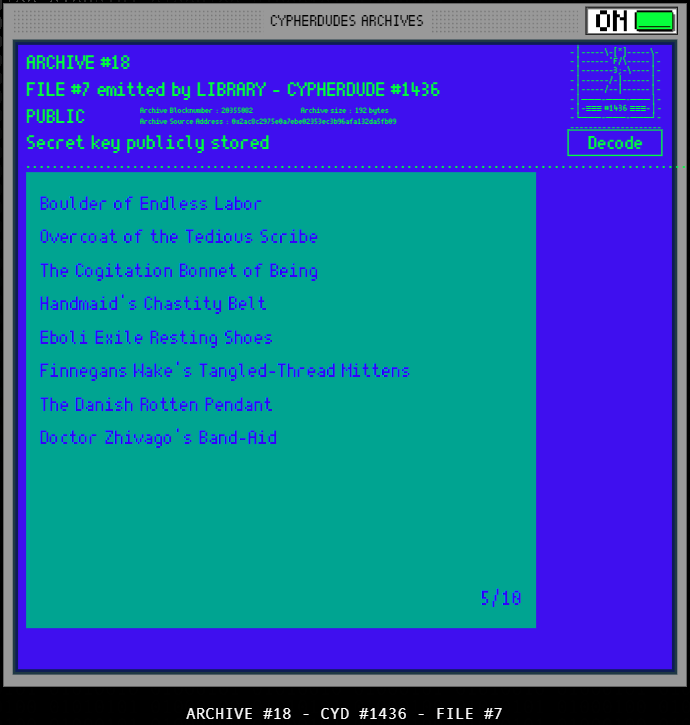 CYPHERDUDES ARCHIVES
ON
ARCHIVE #18
FILE #7 emitted by LIBRARY - CYPHERDUDE #1436
PUBLIC
Archive Blocknumber : 20355082
Archive size : 192 bytes
Archive Source Address : 0x2ac8c2975e0a7ebe02353ec3b96afa132da5fb09
#1436
Secret key publicly stored
Decode
Boulder of Endless Labor
Overcoat of the Tedious Scribe
The Cogitation Bonnet of Being
Handmaid's Chastity Belt
Eboli Exile Resting Shoes
Finnegans Wake's Tangled-Thread Mittens
The Danish Rotten Pendant
Doctor Zhivago's Band-Aid
5/10
ARCHIVE #18 - CYD #1436 - FILE #7